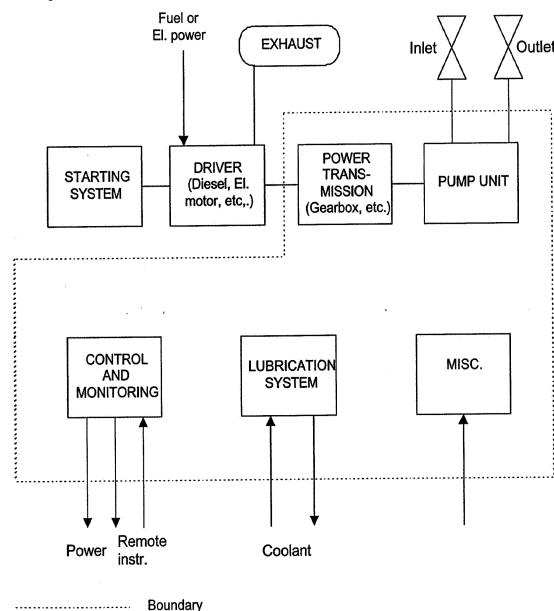 Fuel or
El. power
EXHAUST
Inlet
Outlet
STARTING
SYSTEM
DRIVER
(Diesel, El.
motor, etc,.)
POWER
TRANS-
MISSION
(Gearbox, etc.)
PUMP UNIT
CONTROL
AND
MONITORING
LUBRICATION
SYSTEM
MISC.
Power
Remote
instr.
Coolant
Boundary